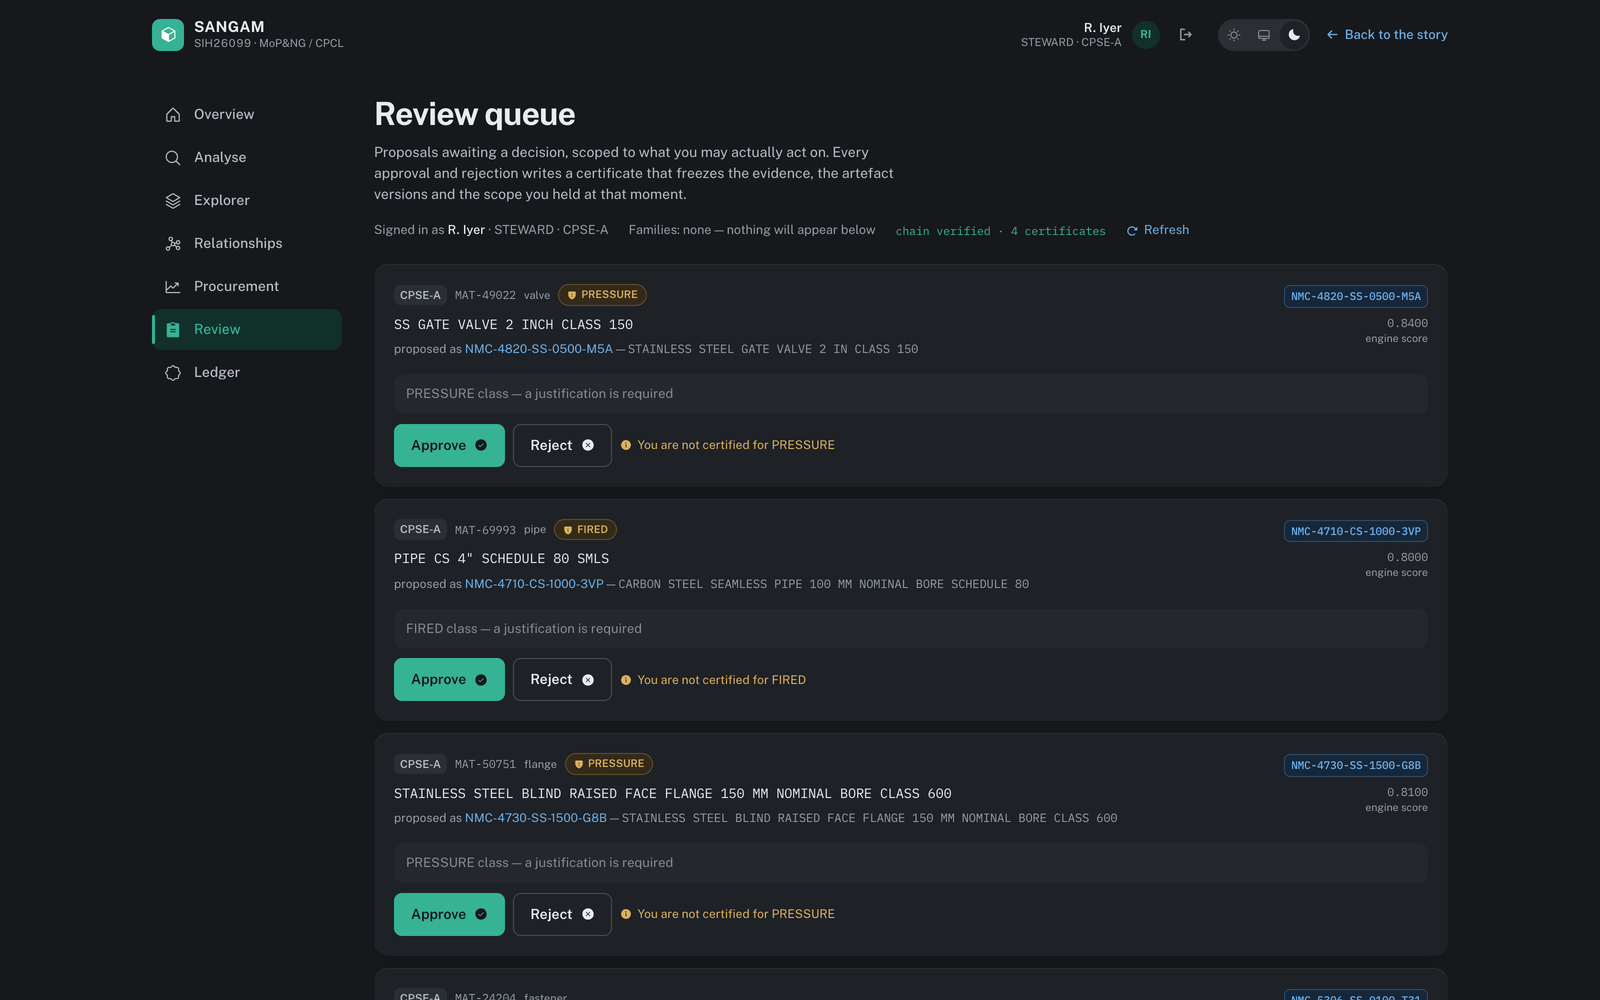 SANGAM
SIH26099 · MoP&NG / CPCL
R. Iyer
STEWARD · CPSE-A
RI
← Back to the story
Overview
Analyse
Explorer
Relationships
Procurement
Review
Ledger
Review queue
Proposals awaiting a decision, scoped to what you may actually act on. Every
approval and rejection writes a certificate that freezes the evidence, the artefact
versions and the scope you held at that moment.
Signed in as R. Iyer · STEWARD · CPSE-A Families: none — nothing will appear below chain verified · 4 certificates Refresh
CPSE-A MAT-49022 valve PRESSURE NMC-4820-SS-0500-M5A
SS GATE VALVE 2 INCH CLASS 150 0.8400
proposed as NMC-4820-SS-0500-M5A — STAINLESS STEEL GATE VALVE 2 IN CLASS 150 engine score
PRESSURE class — a justification is required
Approve Reject You are not certified for PRESSURE
CPSE-A MAT-69993 pipe FIRED NMC-4710-CS-1000-3VP
PIPE CS 4" SCHEDULE 80 SMLS 0.8000
proposed as NMC-4710-CS-1000-3VP — CARBON STEEL SEAMLESS PIPE 100 MM NOMINAL BORE SCHEDULE 80 engine score
FIRED class — a justification is required
Approve Reject You are not certified for FIRED
CPSE-A MAT-50751 flange PRESSURE NMC-4730-SS-1500-G8B
STAINLESS STEEL BLIND RAISED FACE FLANGE 150 MM NOMINAL BORE CLASS 600 0.8100
proposed as NMC-4730-SS-1500-G8B — STAINLESS STEEL BLIND RAISED FACE FLANGE 150 MM NOMINAL BORE CLASS 600 engine score
PRESSURE class — a justification is required
Approve Reject You are not certified for PRESSURE
CPSE-A MAT-24204 fastener NMC-5306-SS-0100-T31